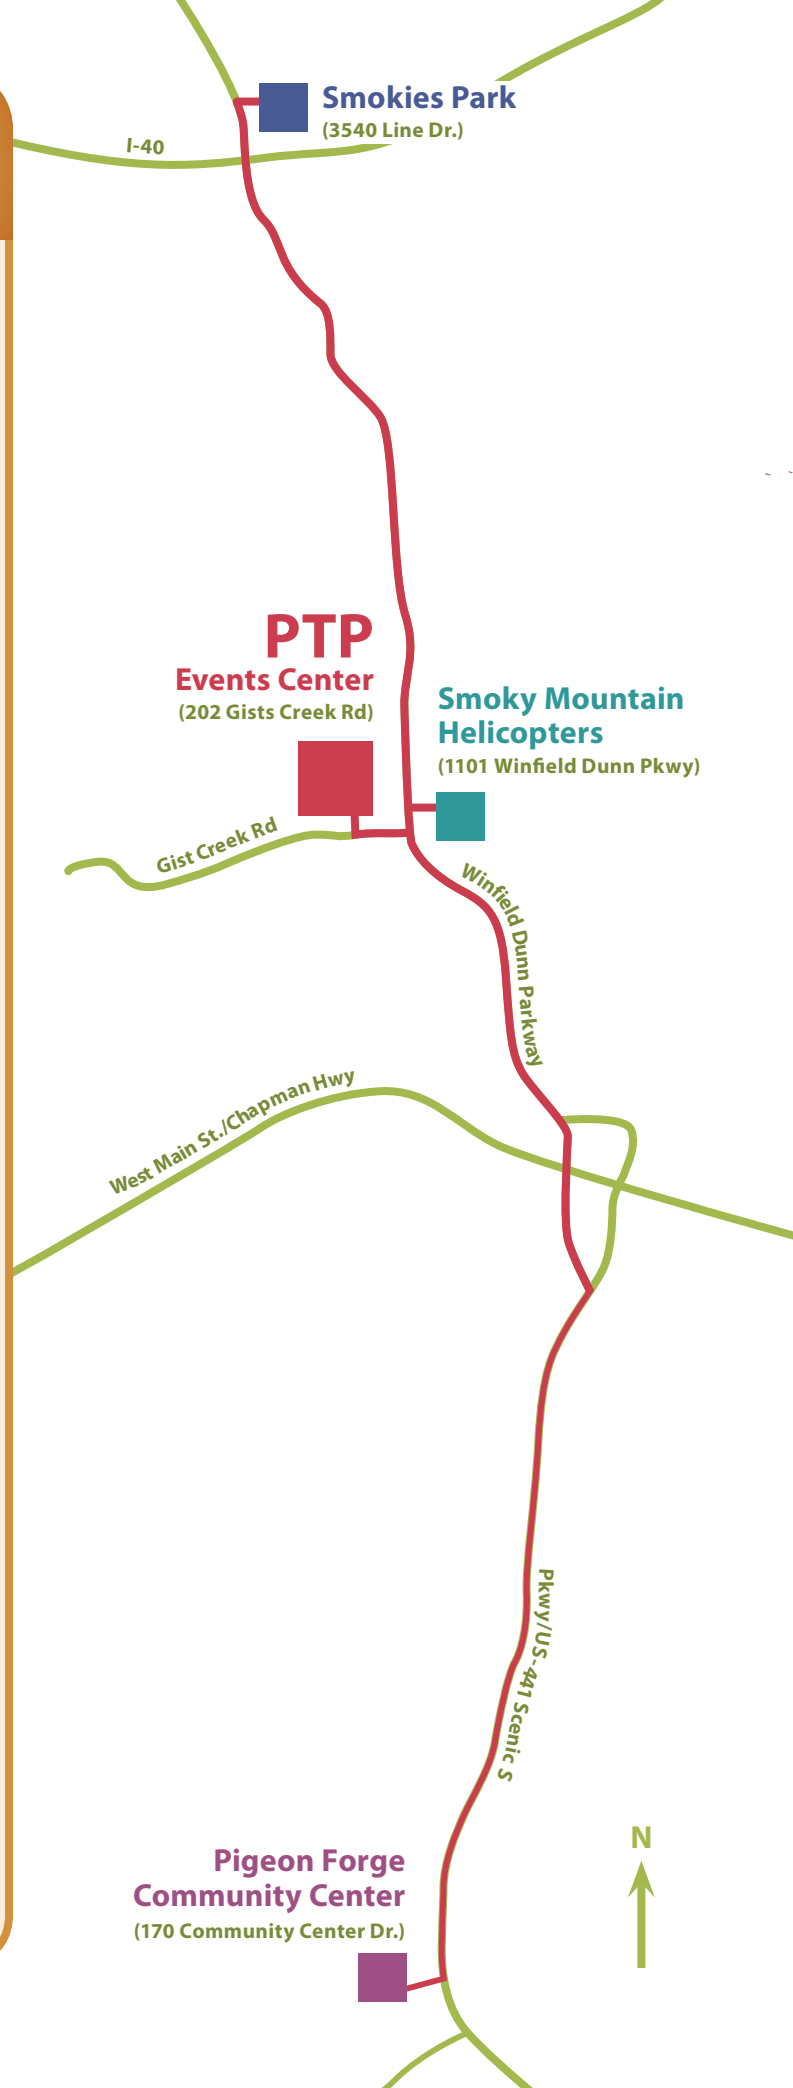 Smokies Park
(3540 Line Dr.)
I-40
PTP
Events Center
(202 Gists Creek Rd)
Smoky Mountain
Helicopters
(1101 Winfield Dunn Pkwy)
Gist Creek Rd
Winfield Dunn Parkway
West Main St./Chapman Hwy
Pkwy/US-441 Scenic S
N
Pigeon Forge
Community Center
(170 Community Center Dr.)